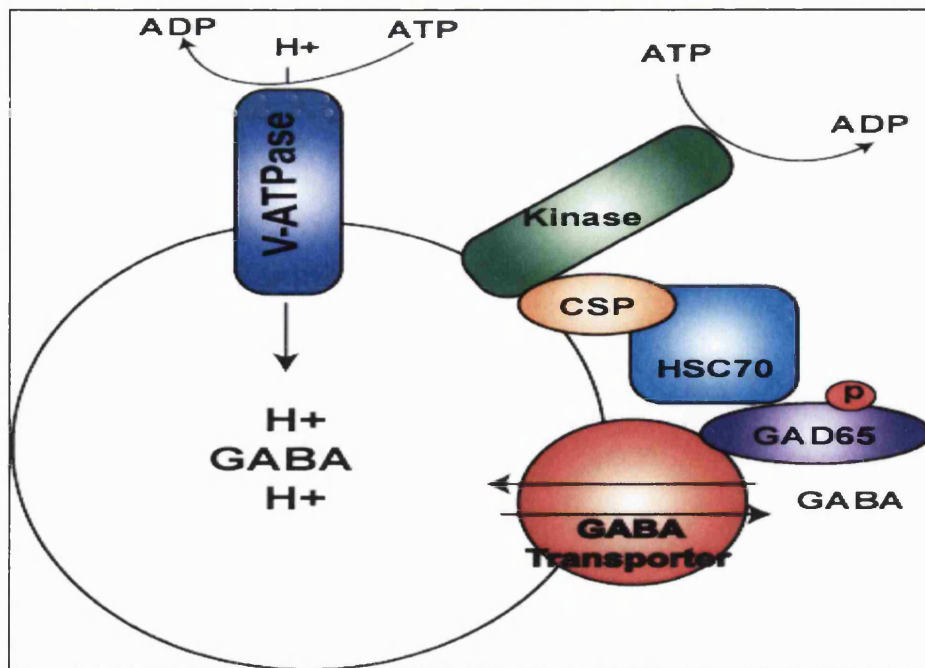 ADP
H+
ATP
V-ATPase
ATP
ADP
Kinase
CSP
HSC70
P
GAD65
H+
GABA
H+
GABA
GABA
Transporter